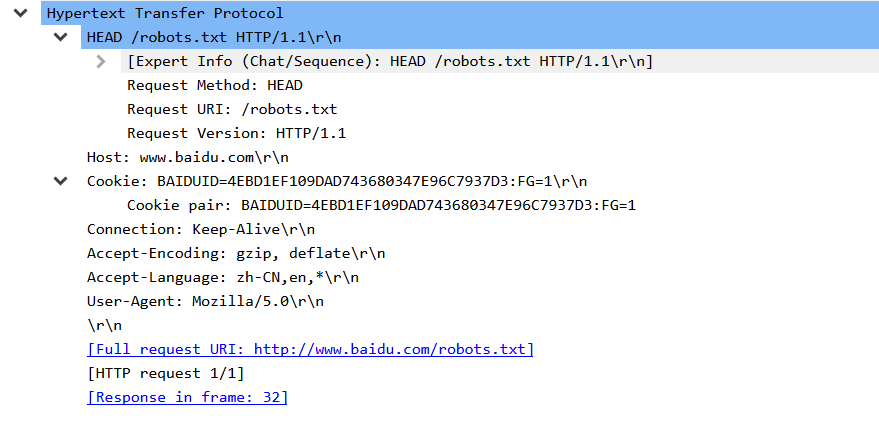 Hypertext Transfer Protocol
HEAD /robots.txt HTTP/1.1\r\n
[Expert Info (Chat/Sequence): HEAD /robots.txt HTTP/1.1\r\n]
Request Method: HEAD
Request URI: /robots.txt
Request Version: HTTP/1.1
Host: www.baidu.com\r\n
Cookie: BAIDUID=4EBD1EF109DAD743680347E96C7937D3:FG=1\r\n
Cookie pair: BAIDUID=4EBD1EF109DAD743680347E96C7937D3:FG=1
Connection: Keep-Alive\r\n
Accept-Encoding: gzip, deflate\r\n
Accept-Language: zh-CN,en,*\r\n
User-Agent: Mozilla/5.0\r\n
\r\n
[Full request URI: http://www.baidu.com/robots.txt]
[HTTP request 1/1]
[Response in frame: 32]